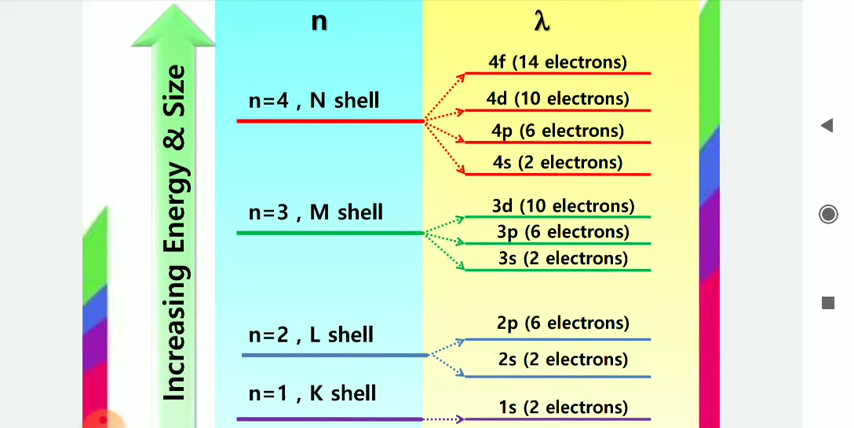 n
λ
Increasing Energy & Size
n=4 , N shell
4f (14 electrons)
4d (10 electrons)
4p (6 electrons)
4s (2 electrons)
n=3 , M shell
3d (10 electrons)
3p (6 electrons)
3s (2 electrons)
n=2 , L shell
2p (6 electrons)
2s (2 electrons)
n=1 , K shell
1s (2 electrons)